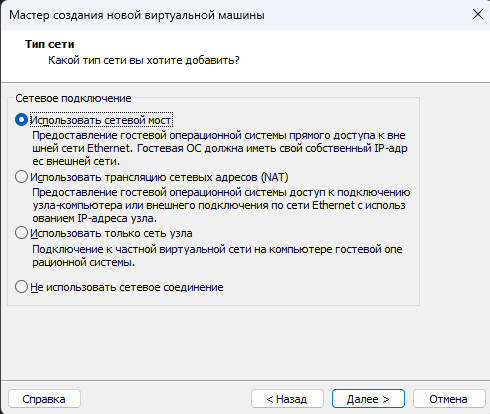 Мастер создания новой виртуальной машины
Тип сети
Какой тип сети вы хотите добавить?
Сетевое подключение
Использовать сетевой мост
Предоставление гостевой операционной системы прямого доступа к вне
шней сети Ethernet. Гостевая ОС должна иметь свой собственный IP-адр
ес внешней сети.
Использовать трансляцию сетевых адресов (NAT)
Предоставление гостевой операционной системы доступ к подключению
узла-компьютера или внешнего подключения по сети Ethernet с использ
ованием IP-адреса узла.
Использовать только сеть узла
Подключение к частной виртуальной сети на компьютере гостевой опе
рационной системы.
Не использовать сетевое соединение
Справка
< Назад
Далее >
Отмена